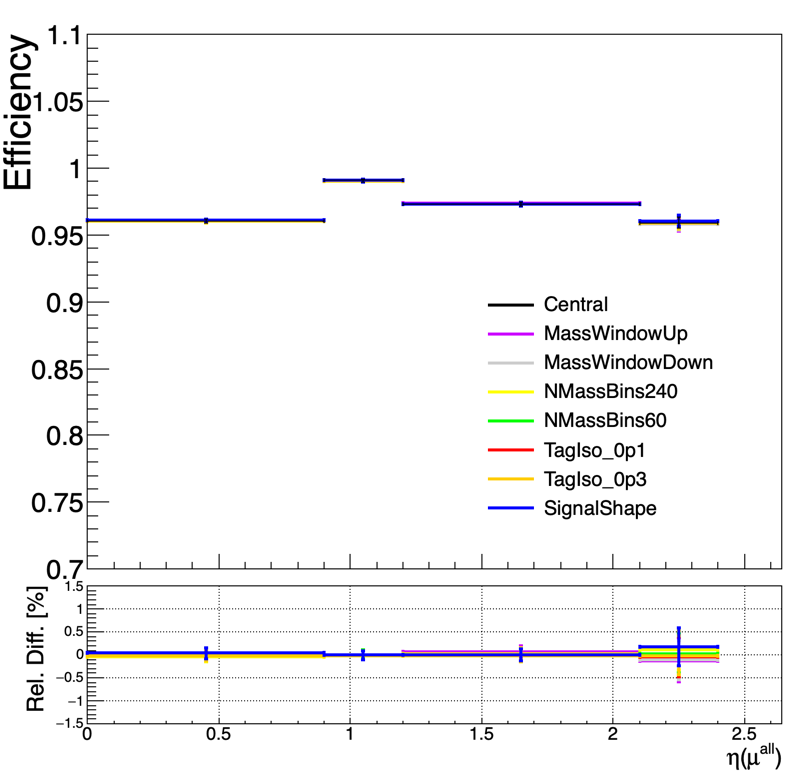 Efficiency
1.1
1.05
1
0.95
0.9
0.85
0.8
0.75
0.7
Central
MassWindowUp
MassWindowDown
NMassBins240
NMassBins60
TagIso_0p1
TagIso_0p3
SignalShape
Rel. Diff. [%]
1.5
1
0.5
0
−0.5
−1
−1.5
0 0.5 1 1.5 2 2.5
η(μ^all)